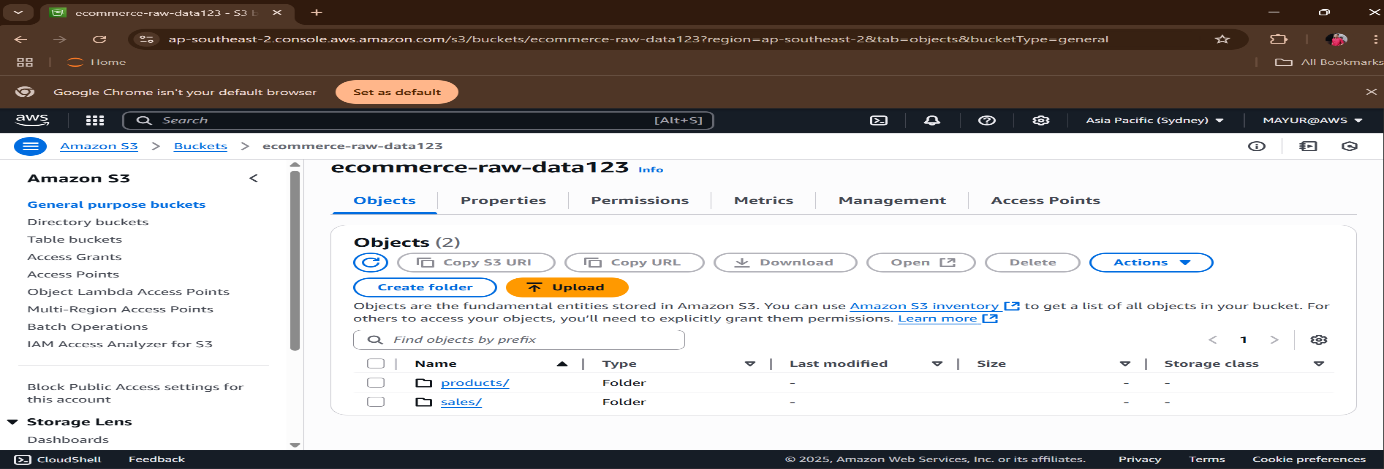 ecommerce-raw-data123 - S3 b
ap-southeast-2.console.aws.amazon.com/s3/buckets/ecommerce-raw-data123?region=ap-southeast-2&tab=objects&bucketType=general
Home
All Bookmarks
Google Chrome isn't your default browser
Set as default
aws
Search
[Alt+S]
Asia Pacific (Sydney)
MAYUR@AWS
Amazon S3 > Buckets > ecommerce-raw-data123
Amazon S3
General purpose buckets
Directory buckets
Table buckets
Access Grants
Access Points
Object Lambda Access Points
Multi-Region Access Points
Batch Operations
IAM Access Analyzer for S3
Block Public Access settings for
this account
Storage Lens
Dashboards
ecommerce-raw-data123 Info
Objects Properties Permissions Metrics Management Access Points
Objects (2)
Copy S3 URI Copy URL Download Open Delete Actions
Create folder Upload
Objects are the fundamental entities stored in Amazon S3. You can use Amazon S3 inventory to get a list of all objects in your bucket. For
others to access your objects, you'll need to explicitly grant them permissions. Learn more
Find objects by prefix
< 1 >
Name Type Last modified Size Storage class
products/ Folder - - -
sales/ Folder - - -
CloudShell Feedback © 2025, Amazon Web Services, Inc. or its affiliates. Privacy Terms Cookie preferences